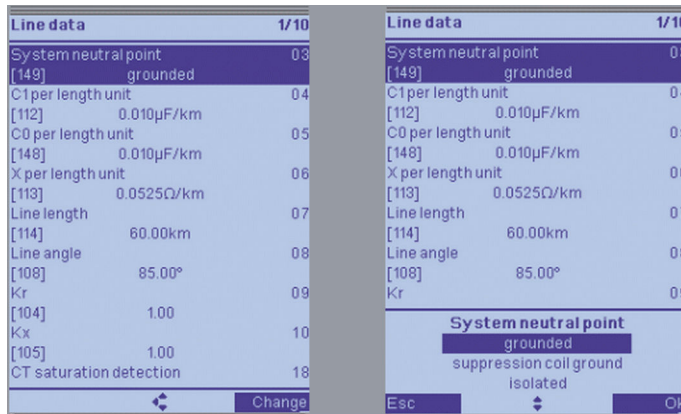 Line data 1/10
System neutral point 03
[149] grounded
C1 per length unit 04
[112] 0.010µF/km
C0 per length unit 05
[148] 0.010µF/km
X per length unit 06
[113] 0.0525Ω/km
Line length 07
[114] 60.00km
Line angle 08
[108] 85.00°
Kr 09
[104] 1.00
Kx 10
[105] 1.00
CT saturation detection 18
Change
Line data
System neutral point
[149] grounded
C1 per length unit
[112] 0.010µF/km
C0 per length unit
[148] 0.010µF/km
X per length unit
[113] 0.0525Ω/km
Line length
[114] 60.00km
Line angle
[108] 85.00°
Kr
System neutral point
grounded
suppression coil ground
isolated
Esc